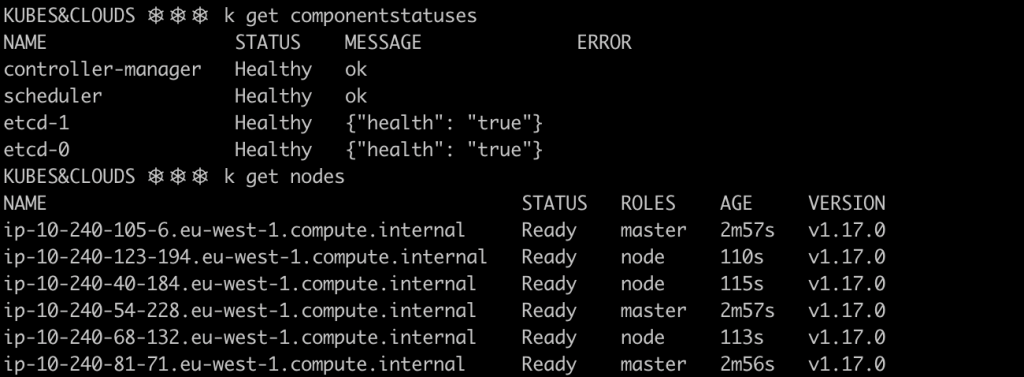 KUBES&CLOUDS ⎈⎈⎈ k get componentstatuses
NAME STATUS MESSAGE ERROR
controller-manager Healthy ok
scheduler Healthy ok
etcd-1 Healthy {"health": "true"}
etcd-0 Healthy {"health": "true"}
KUBES&CLOUDS ⎈⎈⎈ k get nodes
NAME STATUS ROLES AGE VERSION
ip-10-240-105-6.eu-west-1.compute.internal Ready master 2m57s v1.17.0
ip-10-240-123-194.eu-west-1.compute.internal Ready node 110s v1.17.0
ip-10-240-40-184.eu-west-1.compute.internal Ready node 115s v1.17.0
ip-10-240-54-228.eu-west-1.compute.internal Ready master 2m57s v1.17.0
ip-10-240-68-132.eu-west-1.compute.internal Ready node 113s v1.17.0
ip-10-240-81-71.eu-west-1.compute.internal Ready master 2m56s v1.17.0